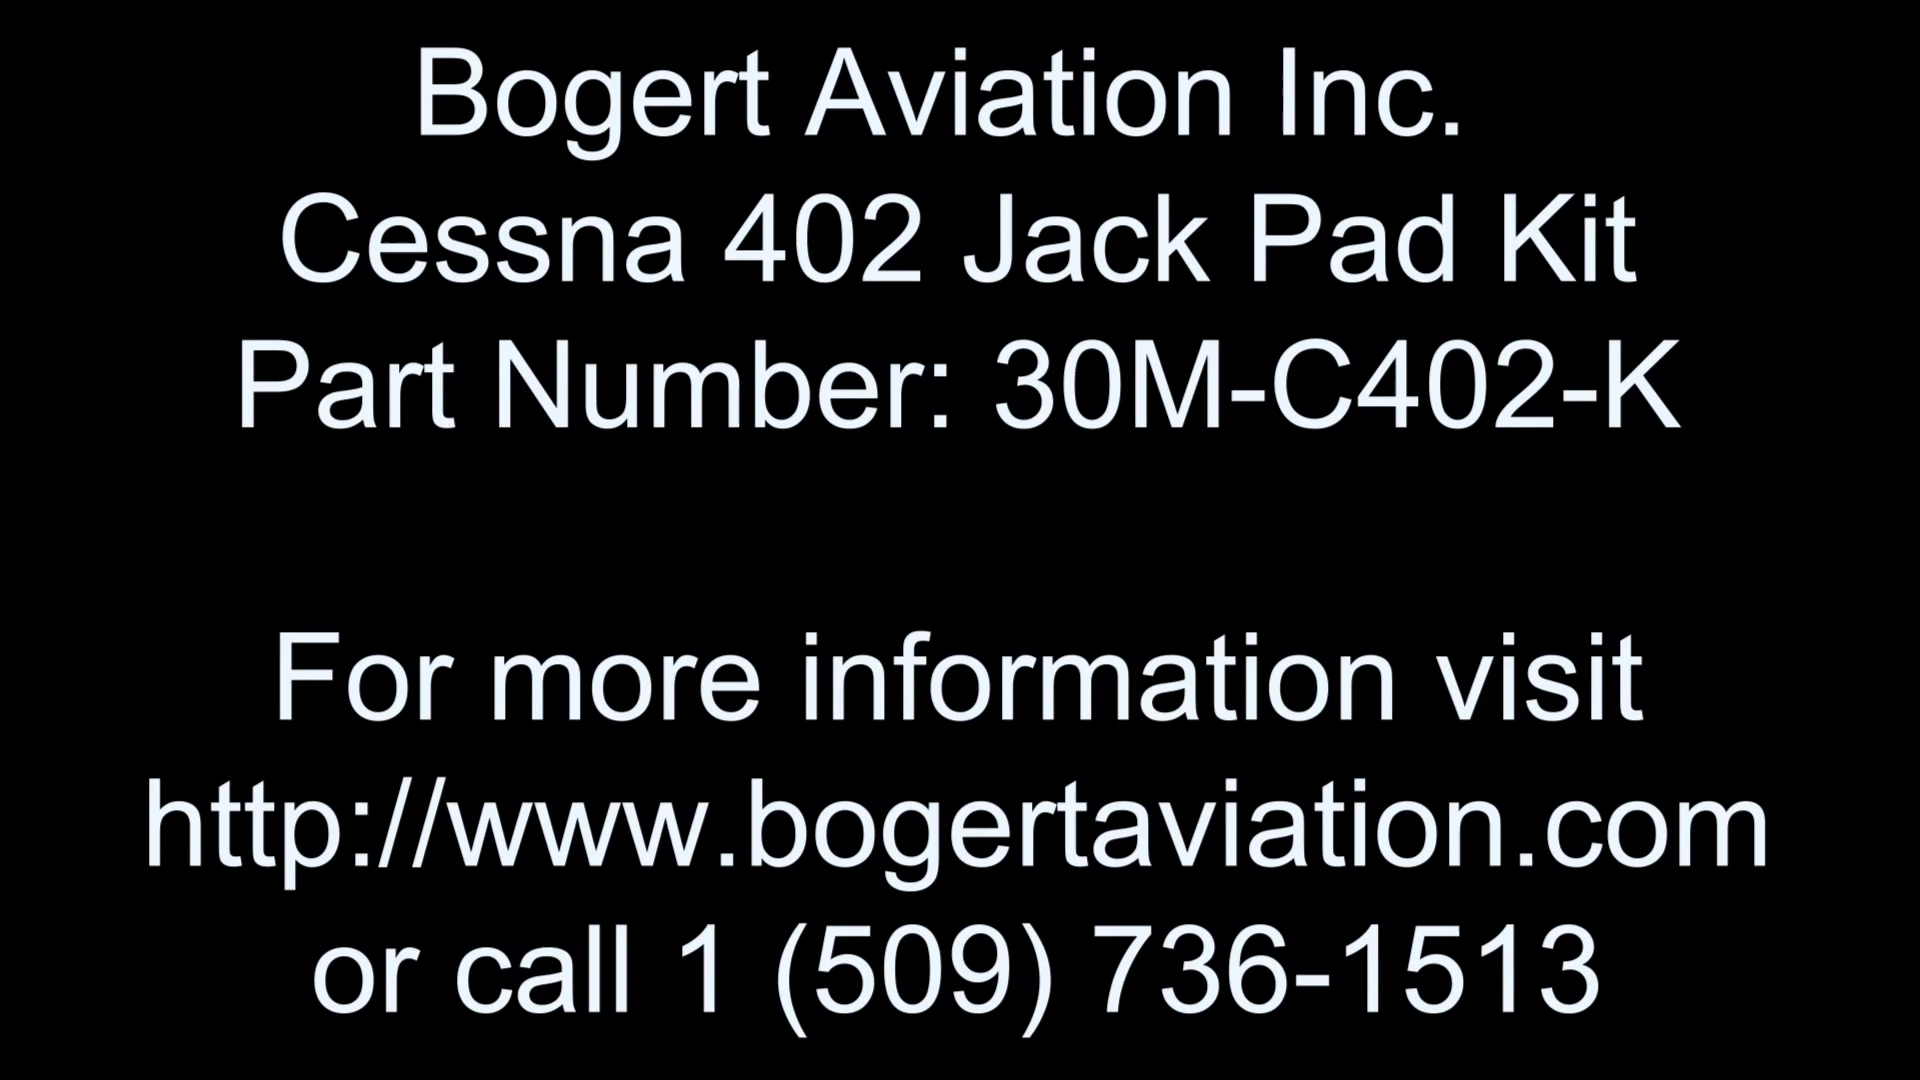 Bogert Aviation Inc.
Cessna 402 Jack Pad Kit
Part Number: 30M-C402-K
For more information visit
http://www.bogertaviation.com
or call 1 (509) 736-1513